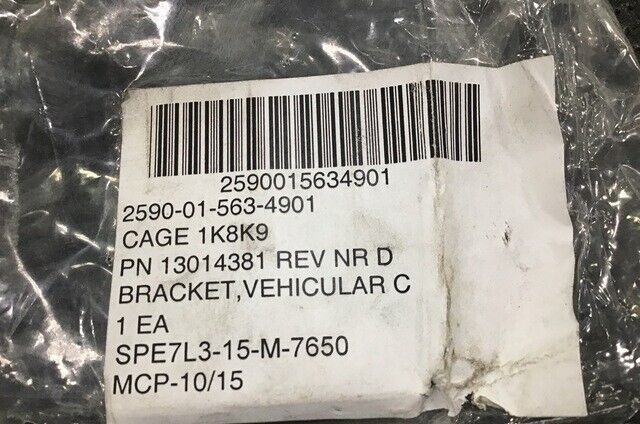 2590015634901
2590-01-563-4901
CAGE 1K8K9
PN 13014381 REV NR D
BRACKET,VEHICULAR C
1 EA
SPE7L3-15-M-7650
MCP-10/15